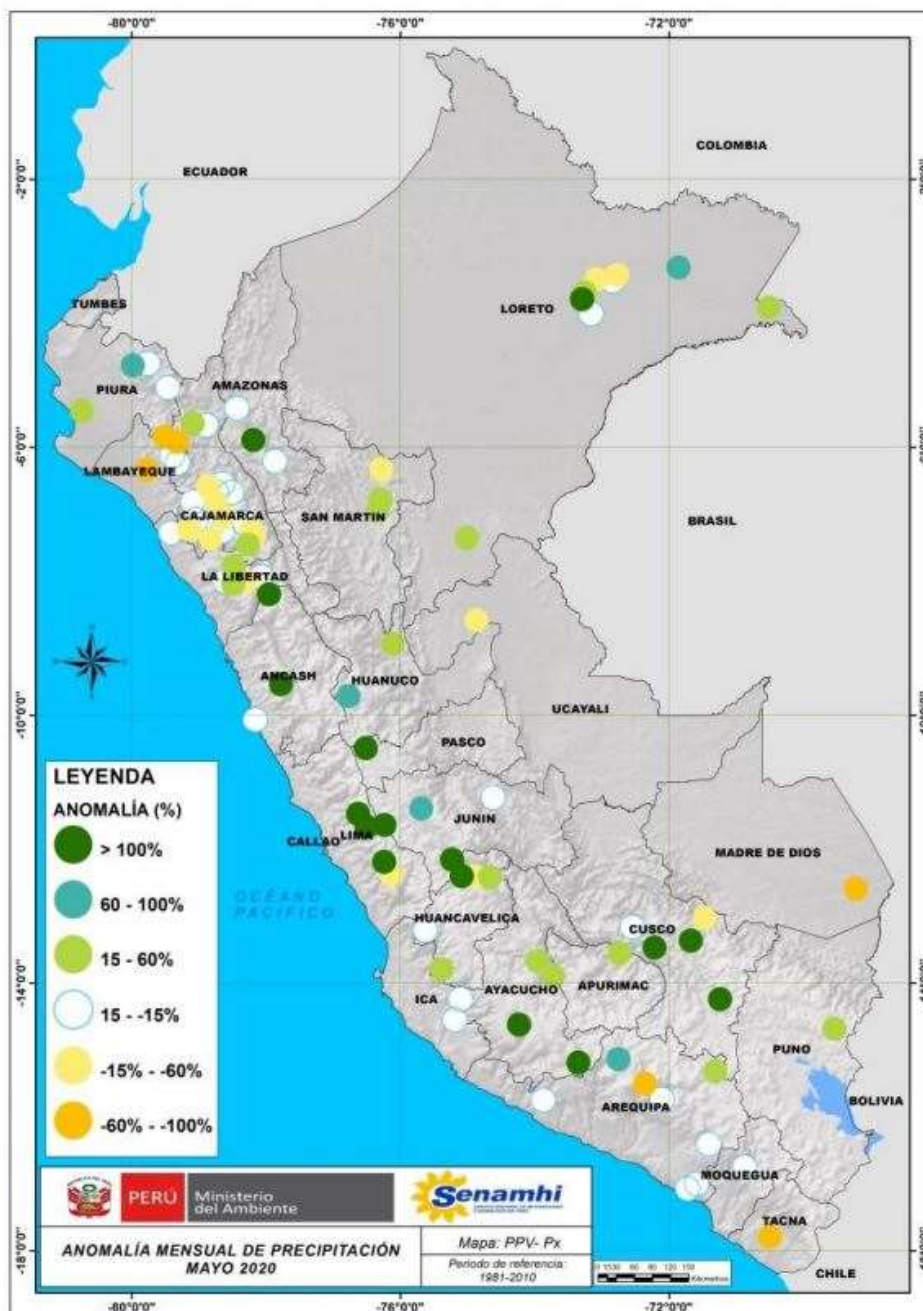 -80°0'0"
-76°0'0"
-72°0'0"
COLOMBIA
ECUADOR
-2°0'0"
TUMBES
LORETO
PIURA
AMAZONAS
-6°0'0"
LAMBAYEQUE
CAJAMARCA
SAN MARTIN
BRASIL
LA LIBERTAD
ANCASH
HUANUCO
UCAYALI
-10°0'0"
-10°0'0"
PASCO
LEYENDA
ANOMALÍA (%)
> 100%
60 - 100%
15 - 60%
15 - -15%
-15% - -60%
-60% - -100%
JUNIN
CALLAO
LIMA
MADRE DE DIOS
OCÉANO
PACIFICO
HUANCAVELICA
CUSCO
-14°0'0"
ICA
AYACUCHO
APURIMAC
PUNO
AREQUIPA
BOLIVIA
MOQUEGUA
TACNA
CHILE
PERÚ
Ministerio
del Ambiente
Senamhi
ANOMALÍA MENSUAL DE PRECIPITACIÓN
MAYO 2020
Mapa: PPV- Px
Periodo de referencia:
1981-2010
Kilómetros
-18°0'0"
-80°0'0"
-76°0'0"
-72°0'0"